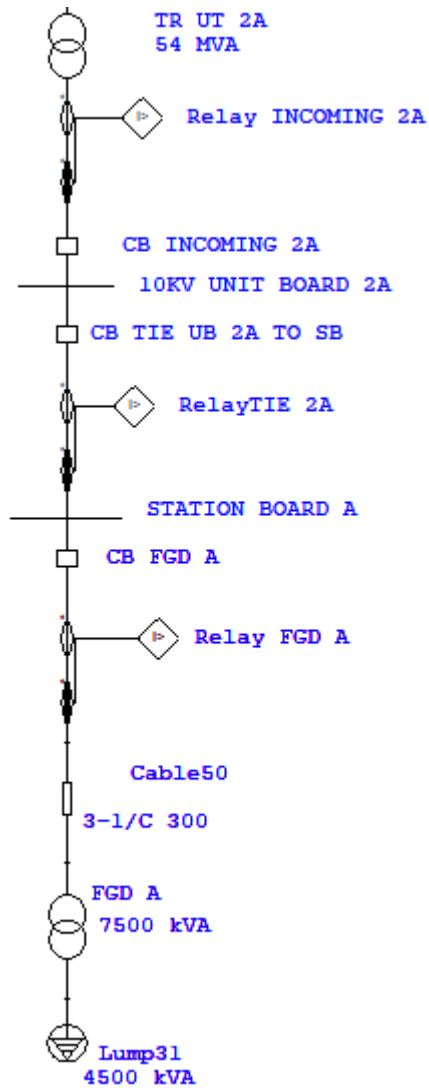 TR UT 2A
54 MVA
Relay INCOMING 2A
CB INCOMING 2A
10KV UNIT BOARD 2A
CB TIE UB 2A TO SB
RelayTIE 2A
STATION BOARD A
CB FGD A
Relay FGD A
Cable50
3-1/C 300
FGD A
7500 kVA
Lump31
4500 kVA